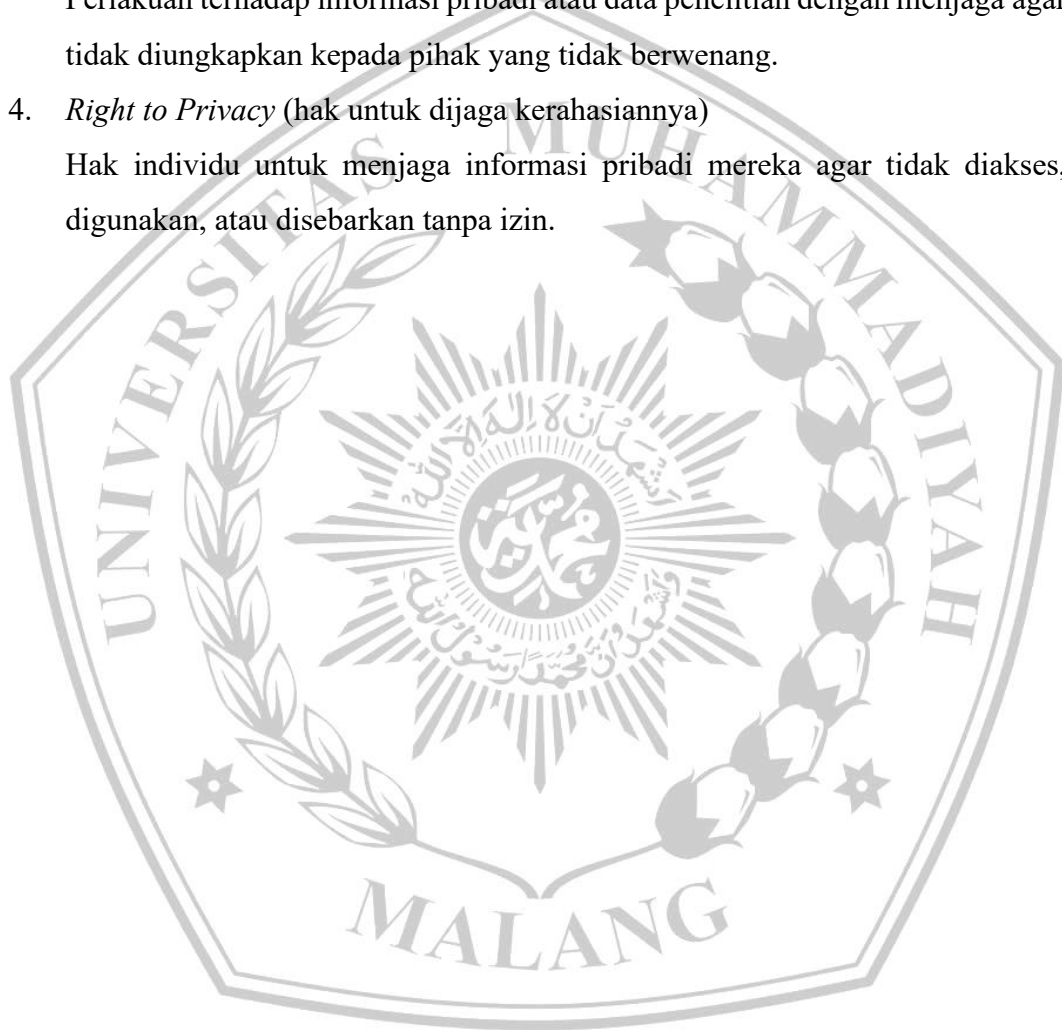 Perlakuan terhadap informasi pribadi atau data penelitian dengan menjaga agar
tidak diungkapkan kepada pihak yang tidak berwenang.
4. Right to Privacy (hak untuk dijaga kerahasiannya)
Hak individu untuk menjaga informasi pribadi mereka agar tidak diakses,
digunakan, atau disebarkan tanpa izin.
UNIVERSITAS MUHAMMADIYAH
MALANG